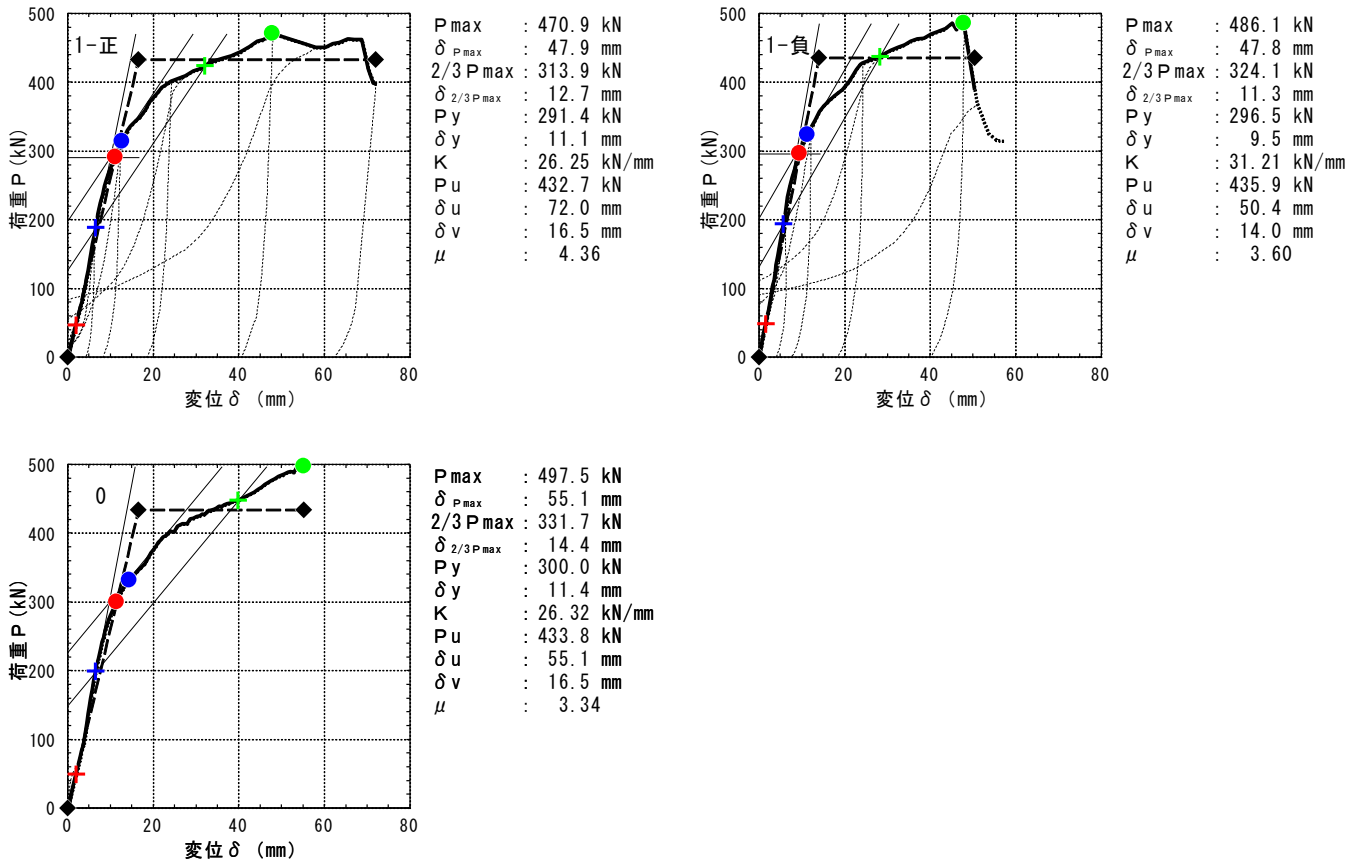 1-正
荷重P(kN)
500
400
300
200
100
0
0 20 40 60 80
変位δ (mm)
Pmax : 470.9 kN
δPmax : 47.9 mm
2/3Pmax : 313.9 kN
δ2/3Pmax : 12.7 mm
Py : 291.4 kN
δy : 11.1 mm
K : 26.25 kN/mm
Pu : 432.7 kN
δu : 72.0 mm
δv : 16.5 mm
μ : 4.36
1-負
荷重P(kN)
500
400
300
200
100
0
0 20 40 60 80
変位δ (mm)
Pmax : 486.1 kN
δPmax : 47.8 mm
2/3Pmax : 324.1 kN
δ2/3Pmax : 11.3 mm
Py : 296.5 kN
δy : 9.5 mm
K : 31.21 kN/mm
Pu : 435.9 kN
δu : 50.4 mm
δv : 14.0 mm
μ : 3.60
0
荷重P(kN)
500
400
300
200
100
0
0 20 40 60 80
変位δ (mm)
Pmax : 497.5 kN
δPmax : 55.1 mm
2/3Pmax : 331.7 kN
δ2/3Pmax : 14.4 mm
Py : 300.0 kN
δy : 11.4 mm
K : 26.32 kN/mm
Pu : 433.8 kN
δu : 55.1 mm
δv : 16.5 mm
μ : 3.34